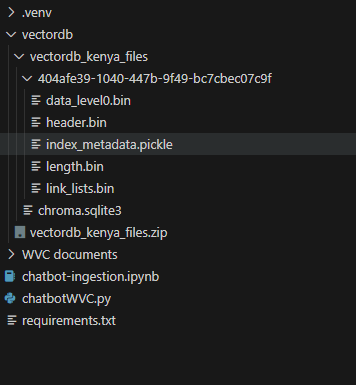 .venv
vectordb
vectordb_kenya_files
404afe39-1040-447b-9f49-bc7cbec07c9f
data_level0.bin
header.bin
index_metadata.pickle
length.bin
link_lists.bin
chroma.sqlite3
vectordb_kenya_files.zip
WVC documents
chatbot-ingestion.ipynb
chatbotWVC.py
requirements.txt